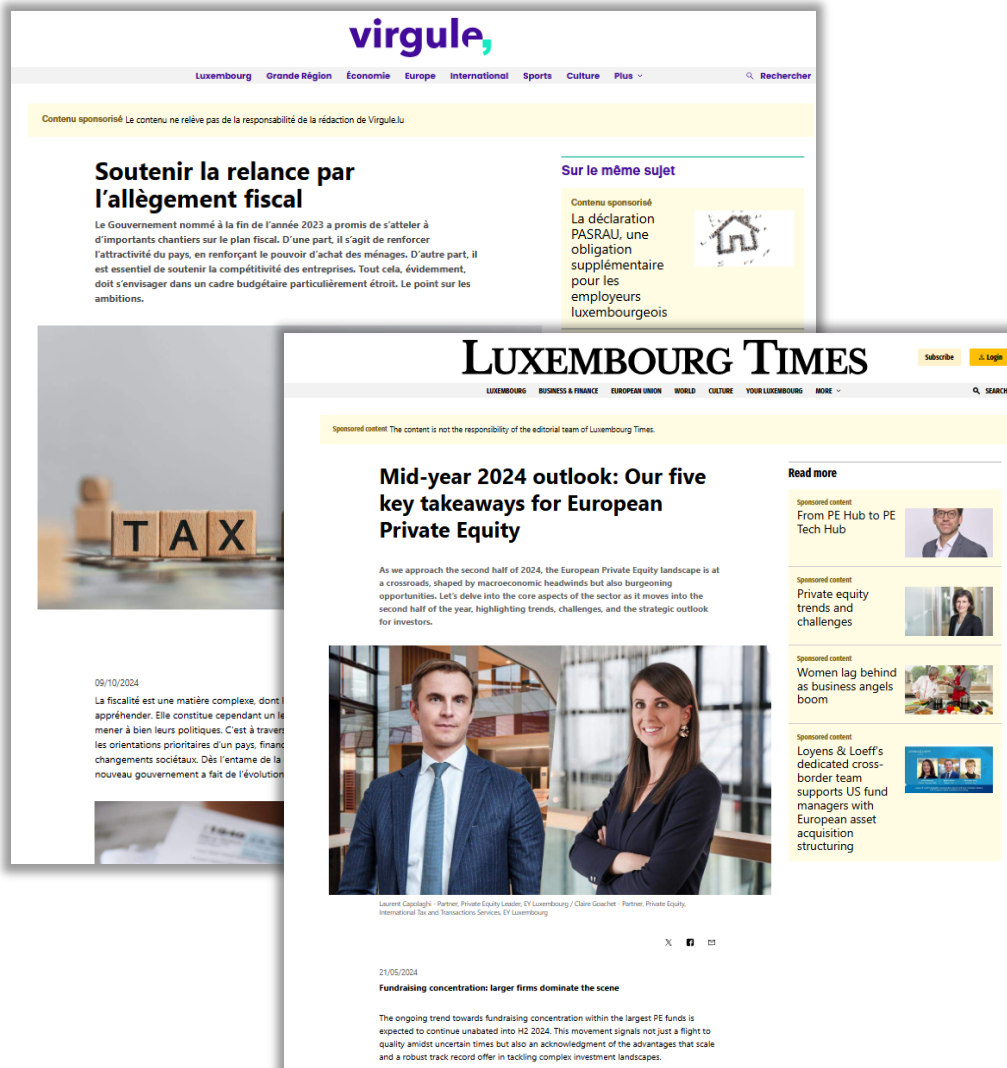 virgule,
Luxembourg Grande Région Économie Europe International Sports Culture Plus Rechercher
Contenu sponsorisé Le contenu ne relève pas de la responsabilité de la rédaction de Virgule.lu
Soutenir la relance par
l’allègement fiscal
Le Gouvernement nommé à la fin de l’année 2023 a promis de s’atteler à
d’importants chantiers sur le plan fiscal. D’une part, il s’agit de renforcer
l’attractivité du pays, en renforçant le pouvoir d’achat des ménages. D’autre part, il
est essentiel de soutenir la compétitivité des entreprises. Tout cela, évidemment,
doit s’envisager dans un cadre budgétaire particulièrement étroit. Le point sur les
ambitions.
Sur le même sujet
Contenu sponsorisé
La déclaration
PASRAU, une
obligation
supplémentaire
pour les
employeurs
luxembourgeois
TAX
09/10/2024
La fiscalité est une matière complexe, dont
appréhender. Elle constitue cependant un
mener à bien leurs politiques. C’est à
les orientations prioritaires d’un pays,
changements sociétaux. Dès l’entame de la
nouveau gouvernement a fait de l’évolution
LUXEMBOURG TIMES
Subscribe
Login
LUXEMBOURG BUSINESS & FINANCE EUROPEAN UNION WORLD CULTURE YOUR LUXEMBOURG MORE SEARCH
Sponsored content The content is not the responsibility of the editorial team of Luxembourg Times.
Mid-year 2024 outlook: Our five
key takeaways for European
Private Equity
As we approach the second half of 2024, the European Private Equity landscape is at
a crossroads, shaped by macroeconomic headwinds but also burgeoning
opportunities. Let’s delve into the core aspects of the sector as it moves into the
second half of the year, highlighting trends, challenges, and the strategic outlook
for investors.
Laurent Capolaghi - Partner, Private Equity Leader, EY Luxembourg / Claire Goachet - Partner, Private Equity,
International Tax and Transactions Services, EY Luxembourg
21/05/2024
Fundraising concentration: larger firms dominate the scene
The ongoing trend towards fundraising concentration within the largest PE funds is
expected to continue unabated into H2 2024. This movement signals not just a flight to
quality amidst uncertain times but also an acknowledgment of the advantages that scale
and a robust track record offer in tackling complex investment landscapes.
Read more
Sponsored content
From PE Hub to PE
Tech Hub
Sponsored content
Private equity
trends and
challenges
Sponsored content
Women lag behind
as business angels
boom
Sponsored content
Loyens & Loeff’s
dedicated cross-
border team
supports US fund
managers with
European asset
acquisition
structuring